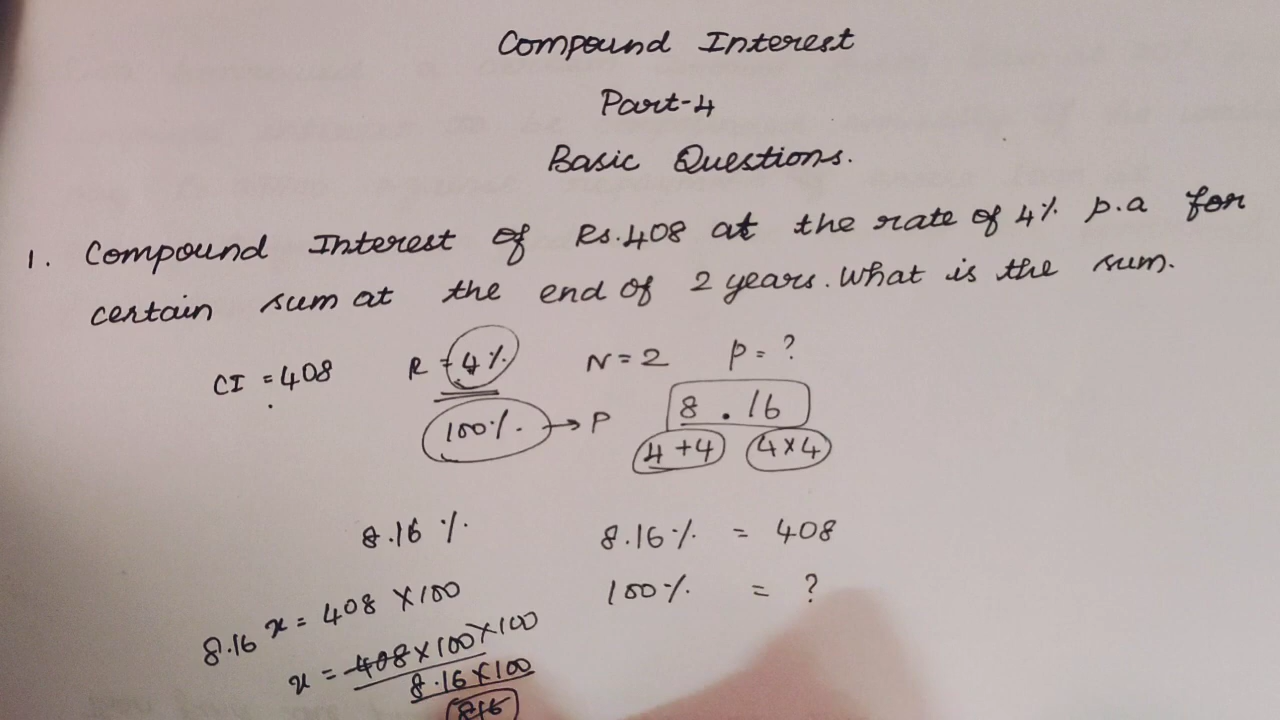 Compound Interest
Part-4
Basic Questions.
1. Compound Interest of Rs.408 at the rate of 4% p.a for
certain sum at the end of 2 years. What is the sum.
CI = 408 R = 4% N = 2 P = ?
100% → P 8.16
4+4 4×4
8.16% 8.16% = 408
8.16 x = 408 × 100 100% = ?
x = 408×100×100
8.16×100
816